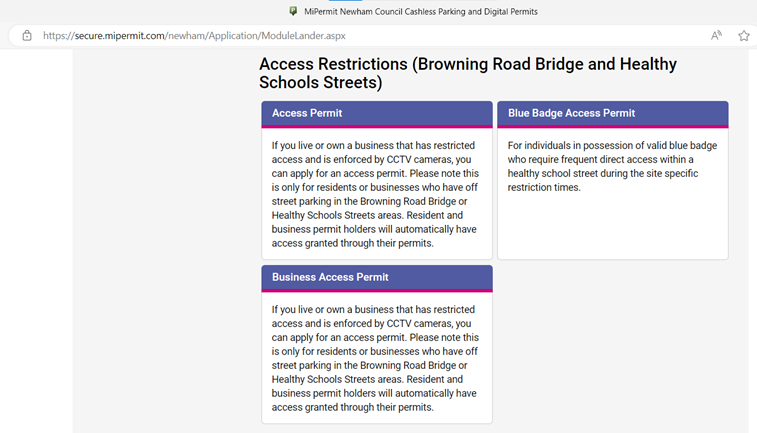 MiPermit Newham Council Cashless Parking and Digital Permits
https://secure.mipermit.com/newham/Application/ModuleLander.aspx
Access Restrictions (Browning Road Bridge and Healthy
Schools Streets)
Access Permit
If you live or own a business that has restricted
access and is enforced by CCTV cameras, you
can apply for an access permit. Please note this
is only for residents or businesses who have off
street parking in the Browning Road Bridge or
Healthy Schools Streets areas. Resident and
business permit holders will automatically have
access granted through their permits.
Blue Badge Access Permit
For individuals in possession of valid blue badge
who require frequent direct access within a
healthy school street during the site specific
restriction times.
Business Access Permit
If you live or own a business that has restricted
access and is enforced by CCTV cameras, you
can apply for an access permit. Please note this
is only for residents or businesses who have off
street parking in the Browning Road Bridge or
Healthy Schools Streets areas. Resident and
business permit holders will automatically have
access granted through their permits.